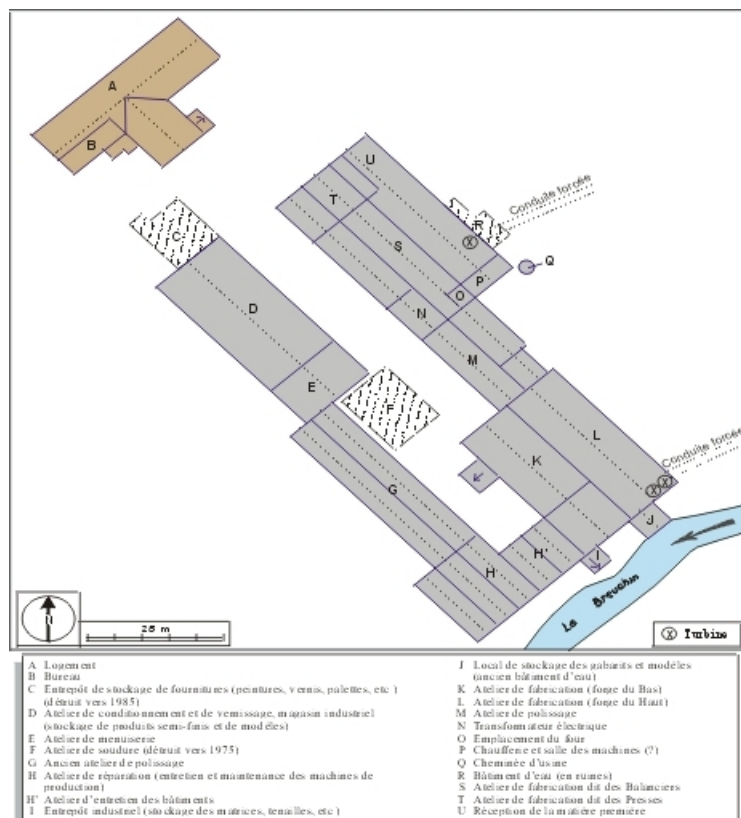 A
B
U
Conduite forcée
T
R
C
S
Q
P
D
O
N
M
E
F
L
Conduite forcée
K
G
J
H'
I
H
Le Breuchin
N
25 m
Turbine
A Logement
B Bureau
C Entrepôt de stockage de fournitures (peintures, vernis, palettes, etc )
(détruit vers 1985)
D Atelier de conditionnement et de vernissage, magasin industriel
(stockage de produits semi-finis et de modèles)
E Atelier de menuiserie
F Atelier de soudure (détruit vers 1975)
G Ancien atelier de polissage
H Atelier de réparation (entretien et maintenance des machines de
production)
H' Atelier d'entretien des bâtiments
I Entrepôt industriel (stockage des matrices, tenailles, etc )
J Local de stockage des gabarits et modèles
(ancien bâtiment d'eau)
K Atelier de fabrication (forge du Bas)
L Atelier de fabrication (forge du Haut)
M Atelier de polissage
N Transformateur électrique
O Emplacement du four
P Chaufferie et salle des machines (?)
Q Cheminée d'usine
R Bâtiment d'eau (en ruines)
S Atelier de fabrication dit des Balanciers
T Atelier de fabrication dit des Presses
U Réception de la matière première